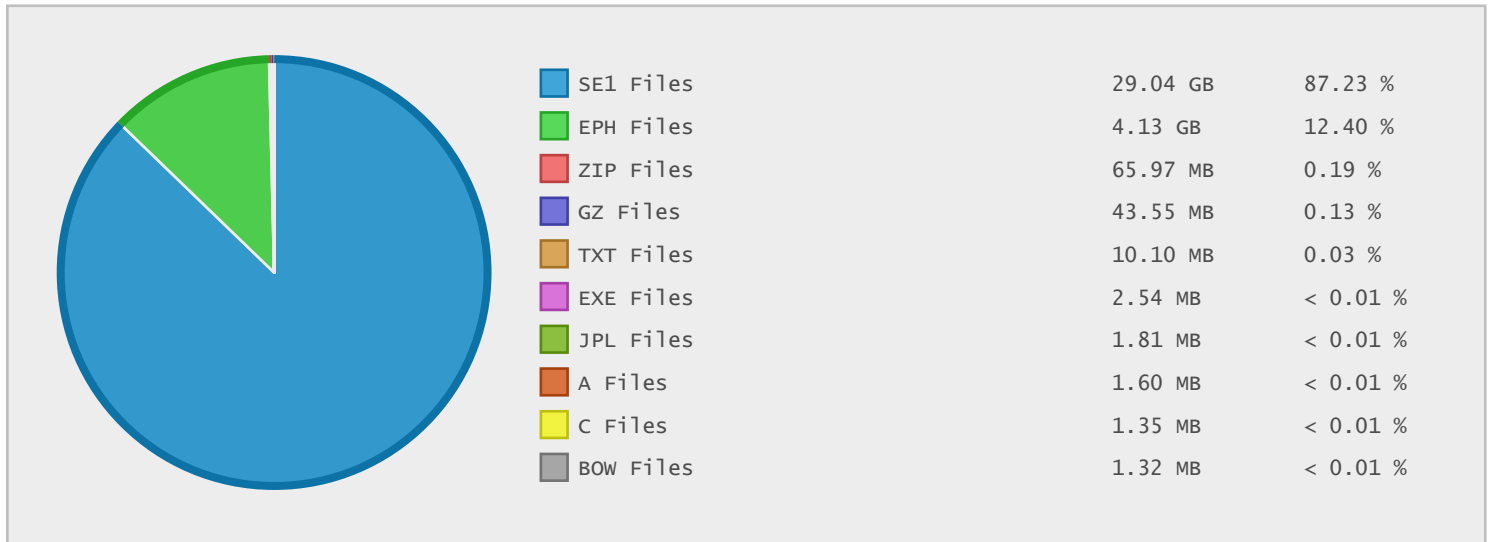 SE1 Files 29.04 GB 87.23 %
EPH Files 4.13 GB 12.40 %
ZIP Files 65.97 MB 0.19 %
GZ Files 43.55 MB 0.13 %
TXT Files 10.10 MB 0.03 %
EXE Files 2.54 MB < 0.01 %
JPL Files 1.81 MB < 0.01 %
A Files 1.60 MB < 0.01 %
C Files 1.35 MB < 0.01 %
BOW Files 1.32 MB < 0.01 %